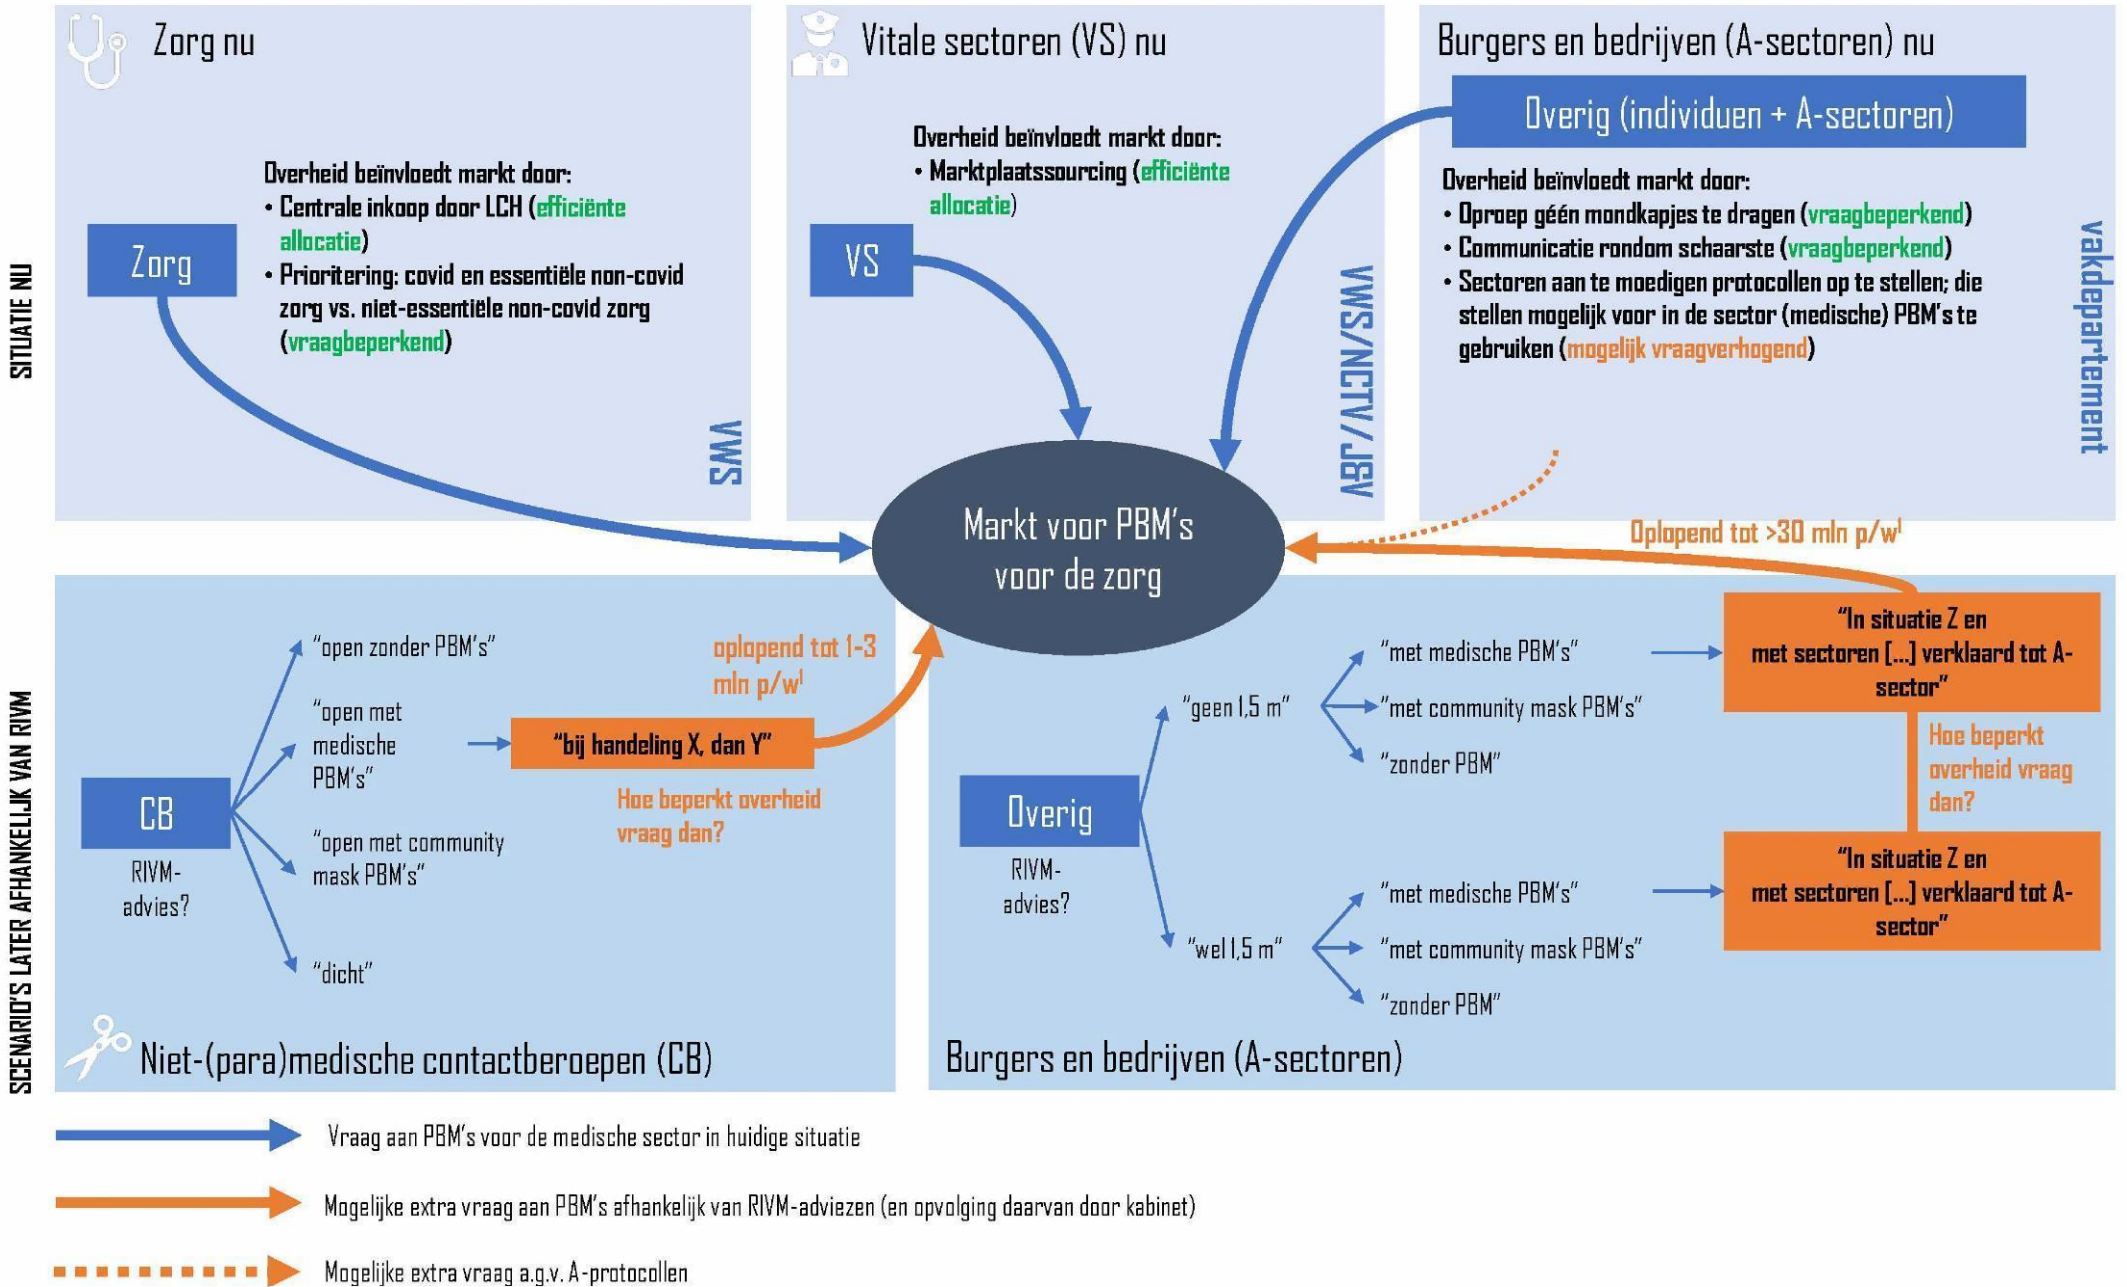 SITUATIE NU
Zorg nu
Overheid beïnvloedt markt door:
• Centrale inkoop door LCH (efficiënte
allocatie)
• Prioritering: covid en essentiële non-covid
zorg vs. niet-essentiële non-covid zorg
(vraagbeperkend)
Zorg
VWS
Vitale sectoren (VS) nu
Overheid beïnvloedt markt door:
• Marktplaatssourcing (efficiënte
allocatie)
VS
VWS/NCTV/J&V
Burgers en bedrijven (A-sectoren) nu
Overig (individuen + A-sectoren)
Overheid beïnvloedt markt door:
• Oproep géén mondkapjes te dragen (vraagbeperkend)
• Communicatie rondom schaarste (vraagbeperkend)
• Sectoren aan te moedigen protocollen op te stellen; die
stellen mogelijk voor in de sector (medische) PBM's te
gebruiken (mogelijk vraagverhogend)
vakdepartement
Markt voor PBM's
voor de zorg
SCENARIO'S LATER AFHANKELIJK VAN RIVM
CB
RIVM-
advies?
"open zonder PBM's"
"open met
medische
PBM's"
"open met community
mask PBM's"
"dicht"
"bij handeling X, dan Y"
oplopend tot 1-3
mln p/w¹
Hoe beperkt overheid
vraag dan?
Niet-(para)medische contactberoepen (CB)
Oplopend tot >30 mln p/w¹
Overig
RIVM-
advies?
"geen 1,5 m"
"met medische PBM's"
"met community mask PBM's"
"zonder PBM"
"wel 1,5 m"
"met medische PBM's"
"met community mask PBM's"
"zonder PBM"
"In situatie Z en
met sectoren [...] verklaard tot A-
sector"
Hoe beperkt
overheid vraag
dan?
"In situatie Z en
met sectoren [...] verklaard tot A-
sector"
Burgers en bedrijven (A-sectoren)
Vraag aan PBM's voor de medische sector in huidige situatie
Mogelijke extra vraag aan PBM's afhankelijk van RIVM-adviezen (en opvolging daarvan door kabinet)
Mogelijke extra vraag a.g.v. A-protocollen